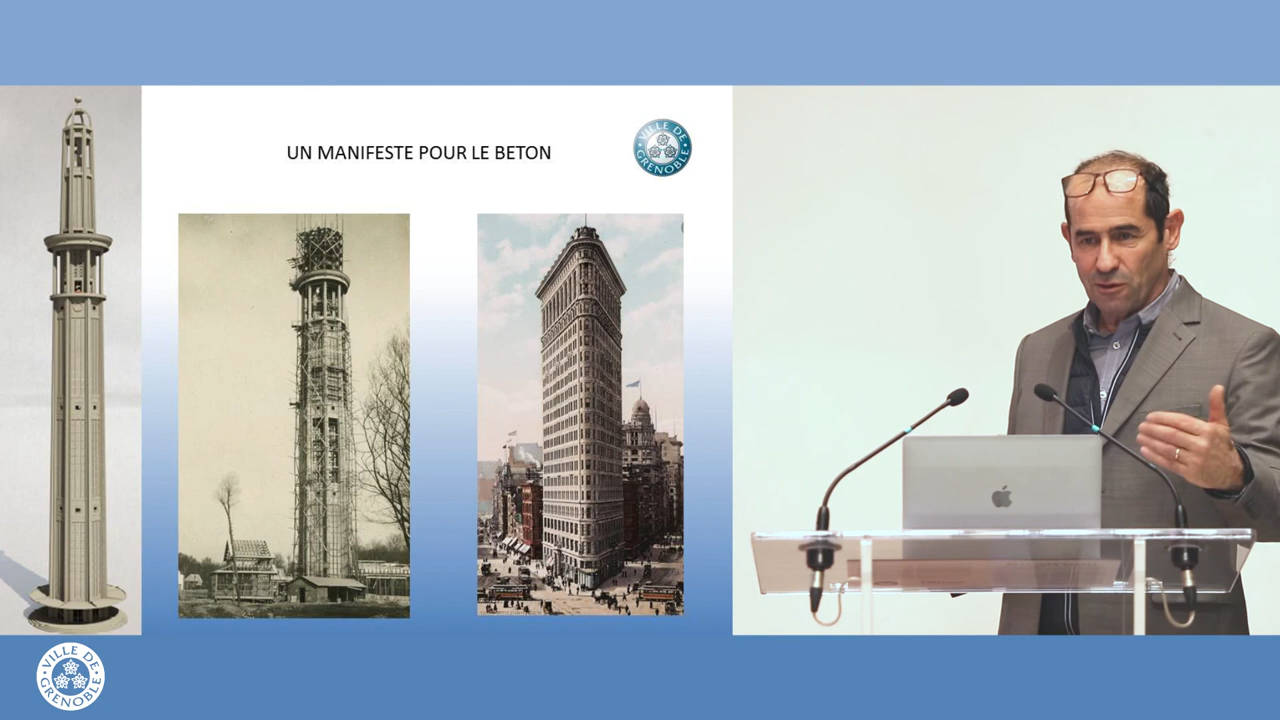 UN MANIFESTE POUR LE BETON
VILLE DE
GRENOBLE
VILLE DE
GRENOBLE